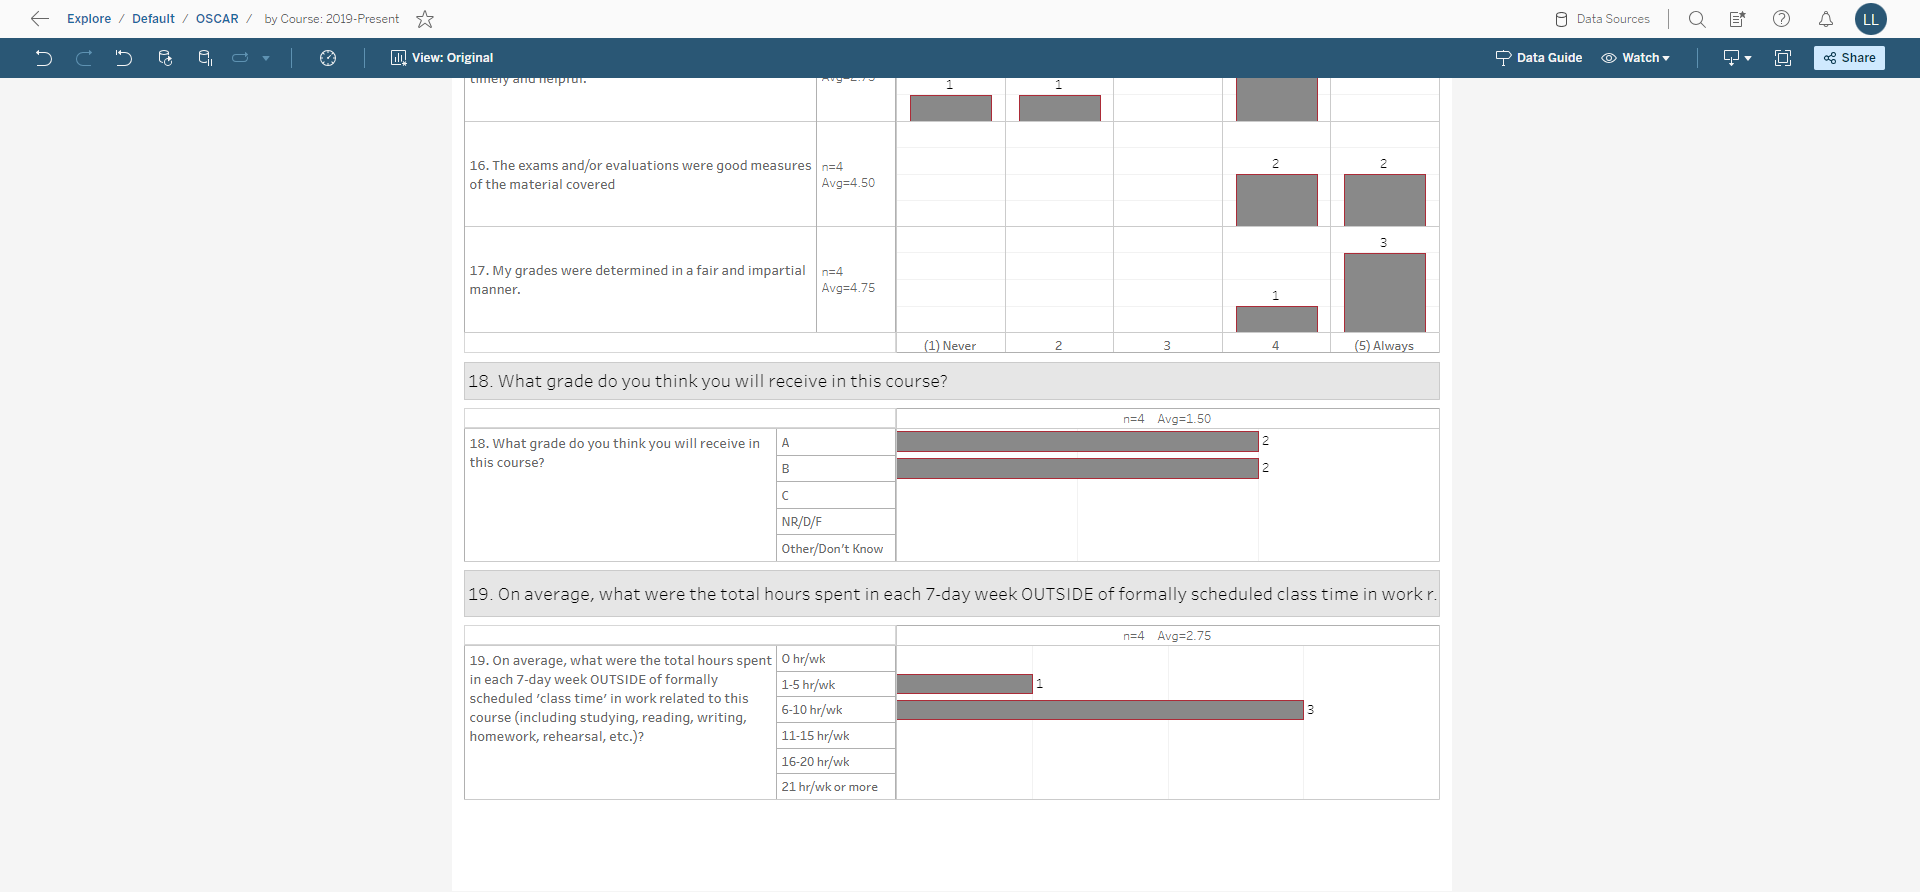 Explore / Default / OSCAR / by Course: 2019-Present
Data Sources
LL
View: Original
Data Guide
Watch
Share
timely and helpful.
Avg=2.75
1
1
16. The exams and/or evaluations were good measures
of the material covered
n=4
Avg=4.50
2
2
17. My grades were determined in a fair and impartial
manner.
n=4
Avg=4.75
1
3
(1) Never
2
3
4
(5) Always
18. What grade do you think you will receive in this course?
n=4 Avg=1.50
18. What grade do you think you will receive in
this course?
A
2
B
2
C
NR/D/F
Other/Don't Know
19. On average, what were the total hours spent in each 7-day week OUTSIDE of formally scheduled class time in work r.
n=4 Avg=2.75
19. On average, what were the total hours spent
in each 7-day week OUTSIDE of formally
scheduled 'class time' in work related to this
course (including studying, reading, writing,
homework, rehearsal, etc.)?
0 hr/wk
1-5 hr/wk
1
6-10 hr/wk
3
11-15 hr/wk
16-20 hr/wk
21 hr/wk or more